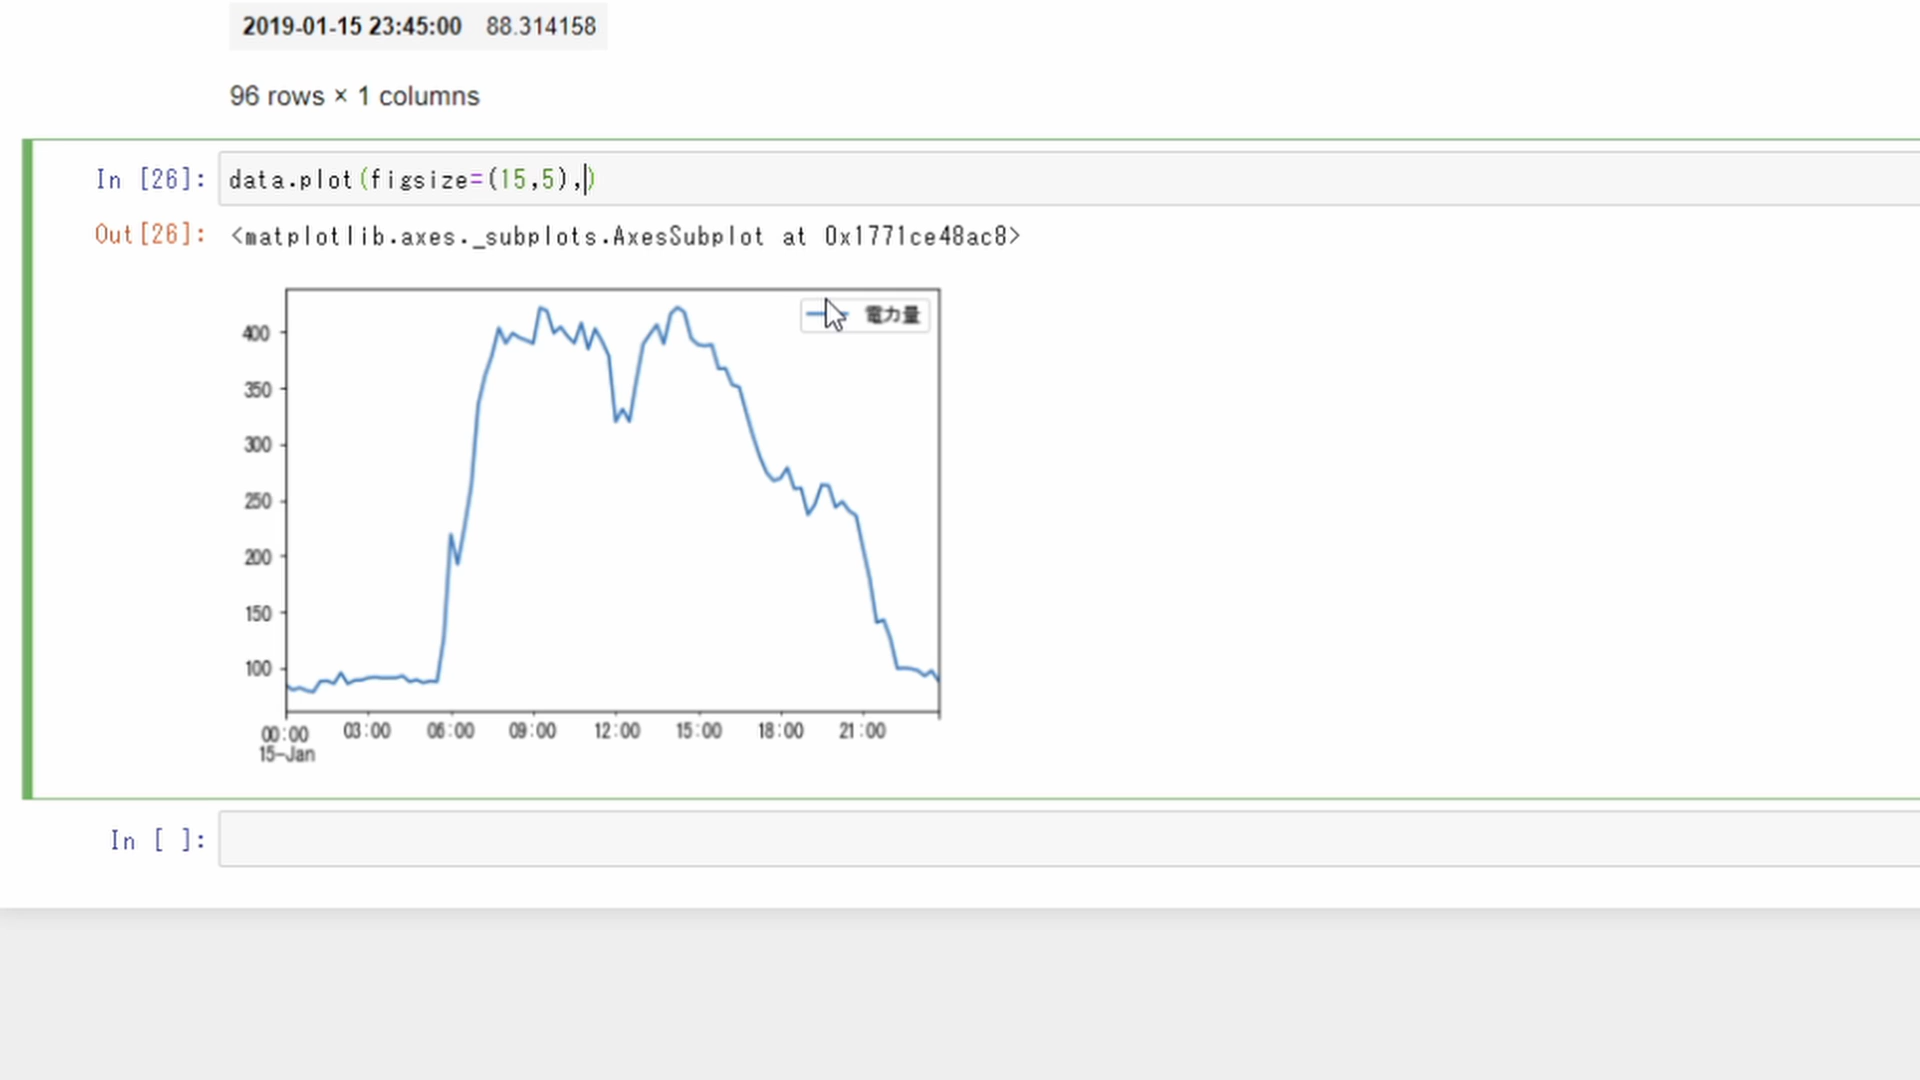 2019-01-15 23:45:00 88.314158
96 rows × 1 columns
In [26]: data.plot(figsize=(15,5),)
Out[26]: <matplotlib.axes._subplots.AxesSubplot at 0x1771ce48ac8>
電力量
400
350
300
250
200
150
100
00:00 03:00 06:00 09:00 12:00 15:00 18:00 21:00
15-Jan
In [ ]: